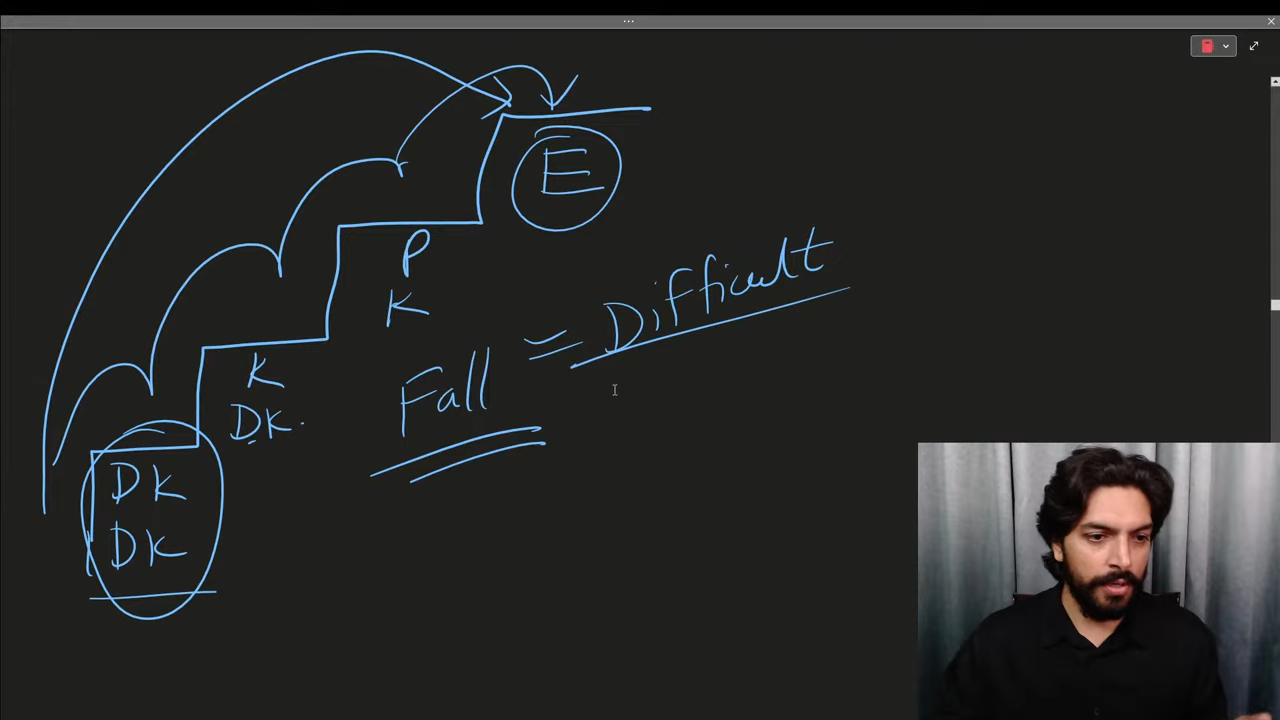 E
P
K
Fall = Difficult
K
DK.
DK
DK